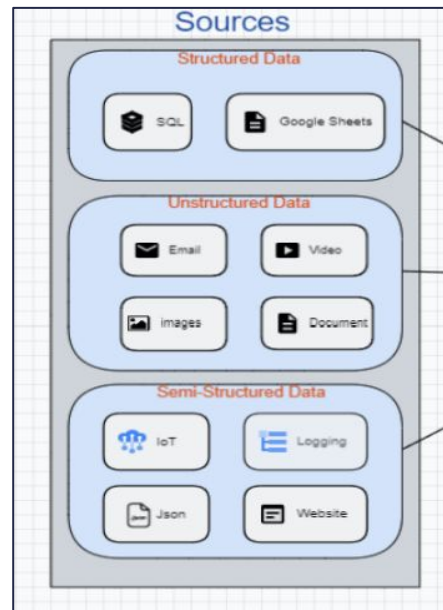 Sources
Structured Data
SQL
Google Sheets
Unstructured Data
Email
Video
images
Document
Semi-Structured Data
IoT
Logging
Json
Website